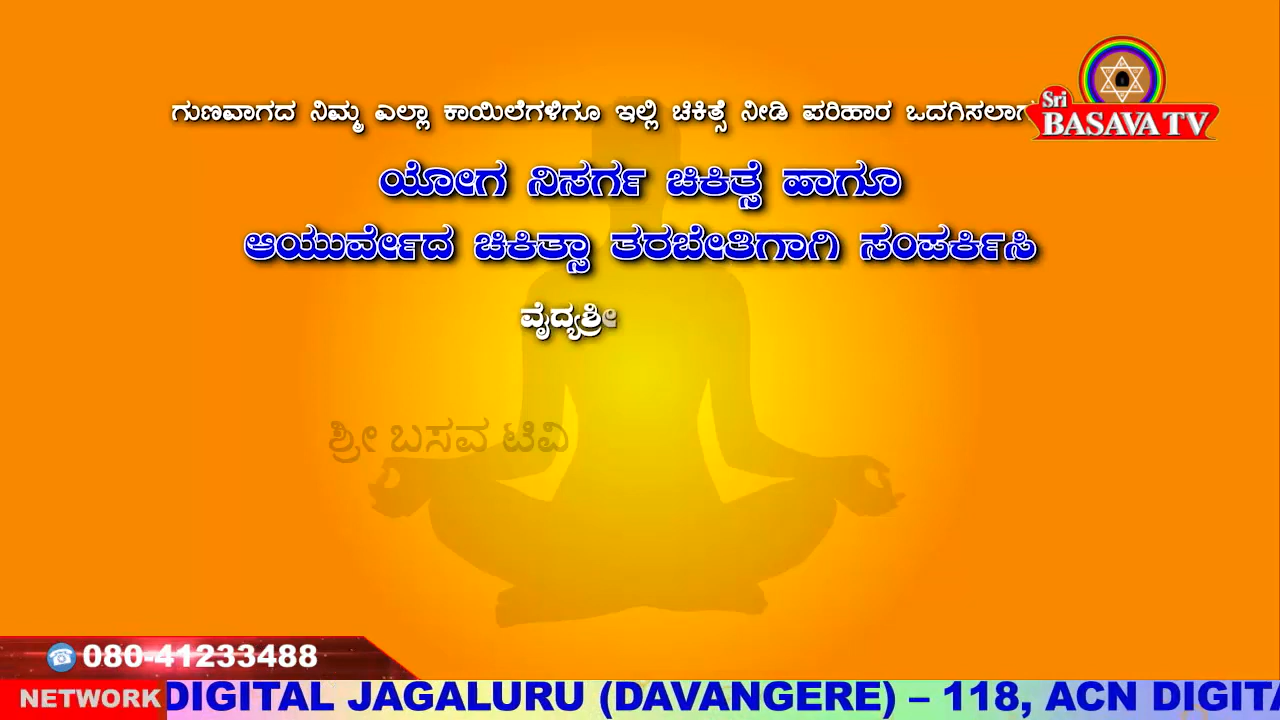 ಗುಣವಾಗದ ನಿಮ್ಮ ಎಲ್ಲಾ ಕಾಯಿಲೆಗಳಿಗೂ ಇಲ್ಲಿ ಚಿಕಿತ್ಸೆ ನೀಡಿ ಪರಿಹಾರ ಒದಗಿಸಲಾಗು
Sri
BASAVA TV
ಯೋಗ ನಿಸರ್ಗ ಚಿಕಿತ್ಸೆ ಹಾಗೂ
ಆಯುರ್ವೇದ ಚಿಕಿತ್ಸಾ ತರಬೇತಿಗಾಗಿ ಸಂಪರ್ಕಿಸಿ
ವೈದ್ಯಶ್ರೀ
ಶ್ರೀ ಬಸವ ಟಿವಿ
080-41233488
NETWORK DIGITAL JAGALURU (DAVANGERE) – 118, ACN DIGITA